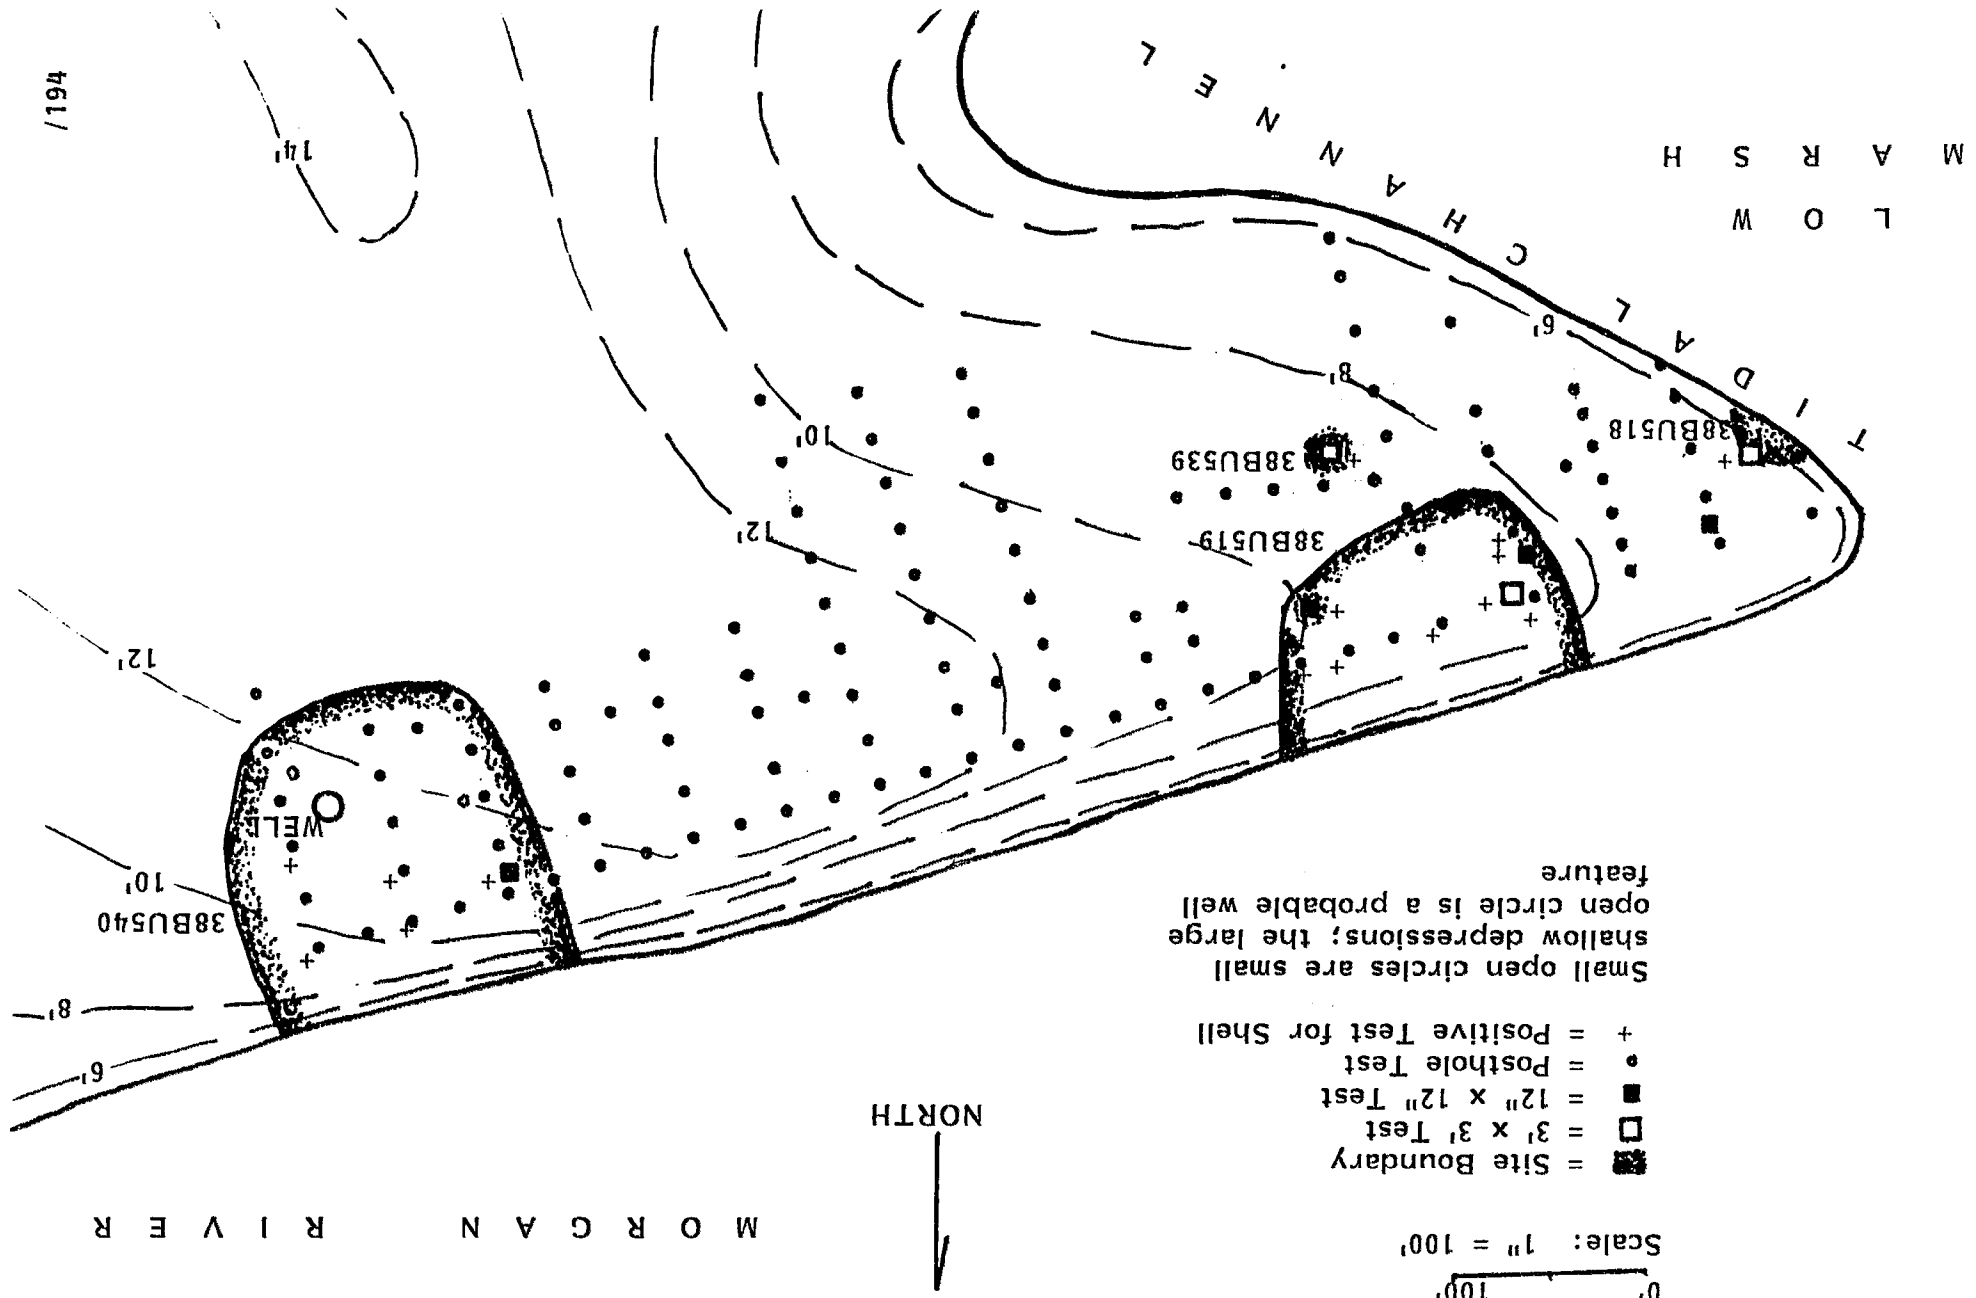 0' 100'
Scale: 1" = 100'
MORGAN RIVER
= Site Boundary
= 3' x 3' Test
= 12" x 12" Test
= Posthole Test
+ = Positive Test for Shell
Small open circles are small
shallow depressions; the large
open circle is a probable well
feature
NORTH
6'
8'
38BU540
10'
WELL
12'
38BU519
12'
38BU539
38BU518
10'
8'
6'
TIDAL CHANNEL
LOW
MARSH
14'
/194